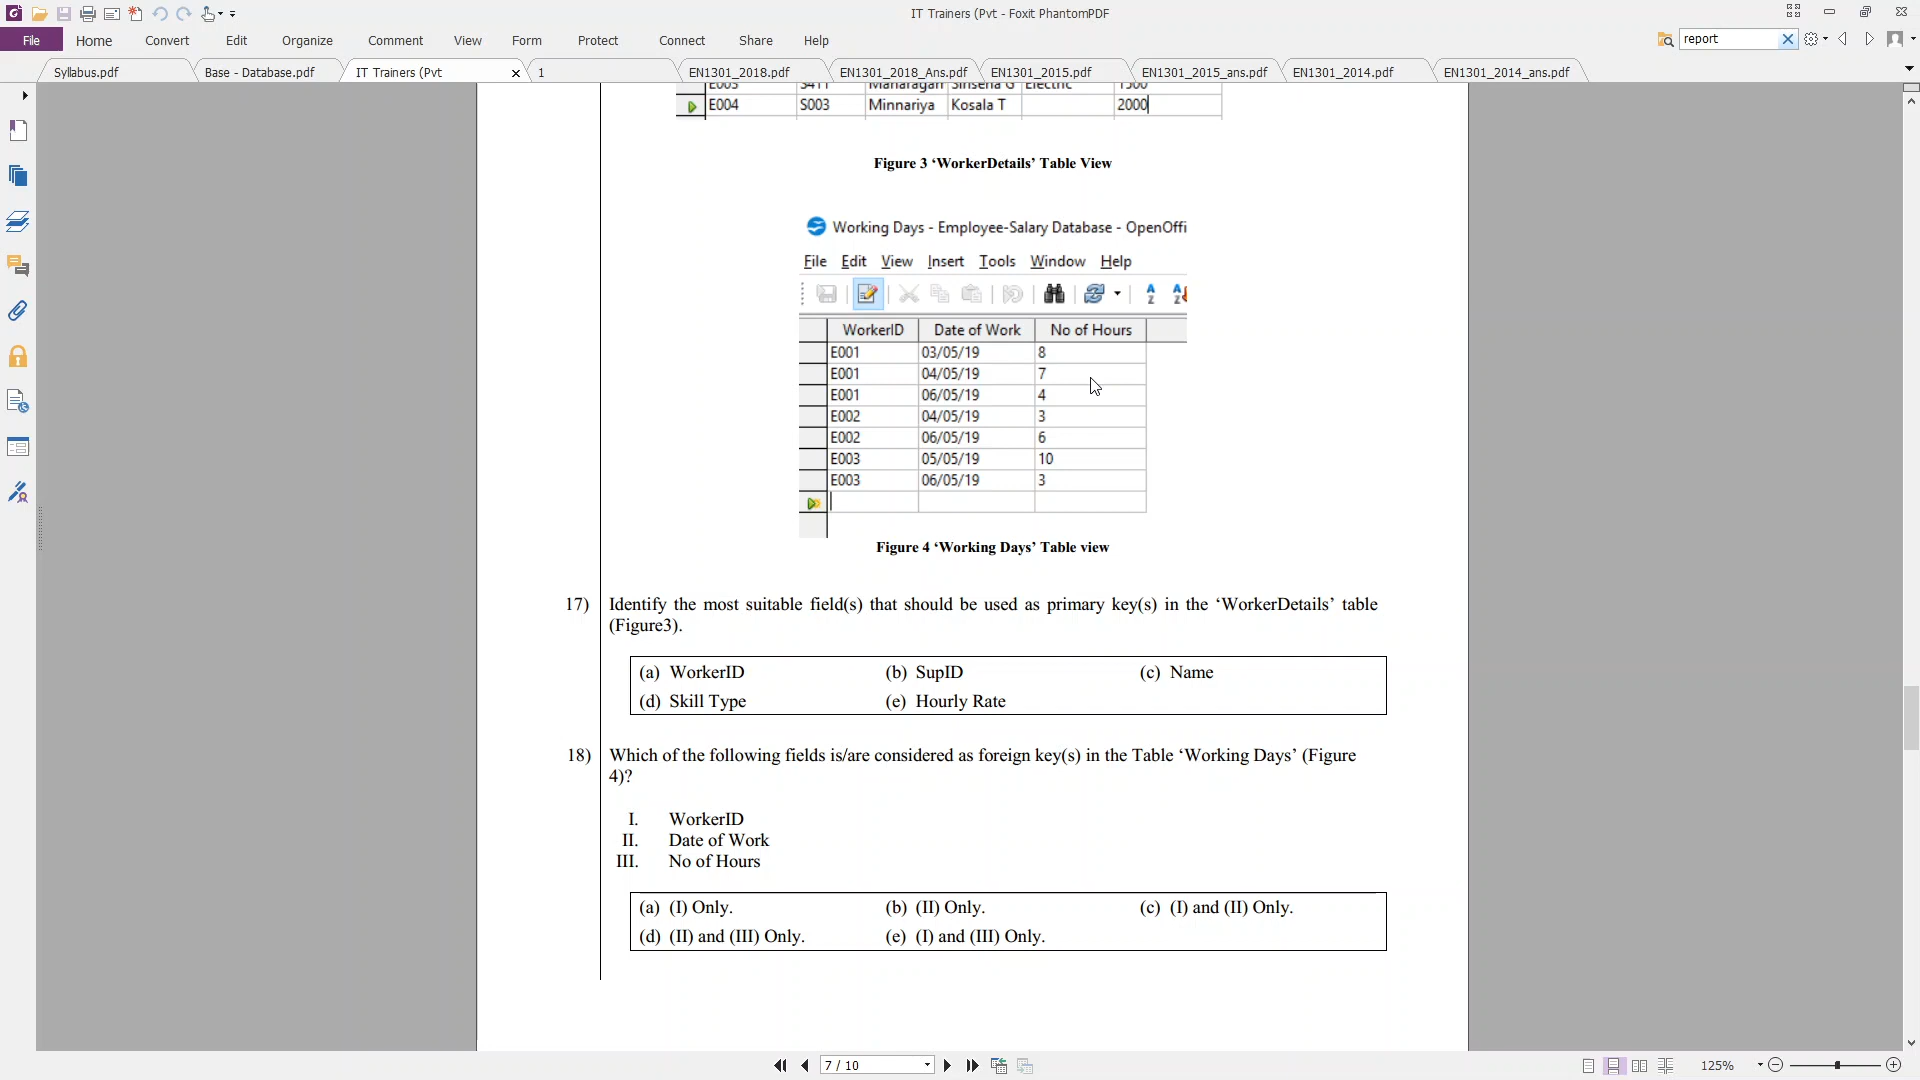 IT Trainers (Pvt - Foxit PhantomPDF
File Home Convert Edit Organize Comment View Form Protect Connect Share Help report
Syllabus.pdf Base - Database.pdf IT Trainers (Pvt 1 EN1301_2018.pdf EN1301_2018_Ans.pdf EN1301_2015.pdf EN1301_2015_ans.pdf EN1301_2014.pdf EN1301_2014_ans.pdf
E003 S411 Maharagan Sirisena G Electric 1500
E004 S003 Minnariya Kosala T 2000
Figure 3 ‘WorkerDetails’ Table View
Working Days - Employee-Salary Database - OpenOffi
File Edit View Insert Tools Window Help
WorkerID Date of Work No of Hours
E001 03/05/19 8
E001 04/05/19 7
E001 06/05/19 4
E002 04/05/19 3
E002 06/05/19 6
E003 05/05/19 10
E003 06/05/19 3
Figure 4 ‘Working Days’ Table view
17) Identify the most suitable field(s) that should be used as primary key(s) in the ‘WorkerDetails’ table
(Figure3).
(a) WorkerID (b) SupID (c) Name
(d) Skill Type (e) Hourly Rate
18) Which of the following fields is/are considered as foreign key(s) in the Table ‘Working Days’ (Figure
4)?
I. WorkerID
II. Date of Work
III. No of Hours
(a) (I) Only. (b) (II) Only. (c) (I) and (II) Only.
(d) (II) and (III) Only. (e) (I) and (III) Only.
7 / 10 125%